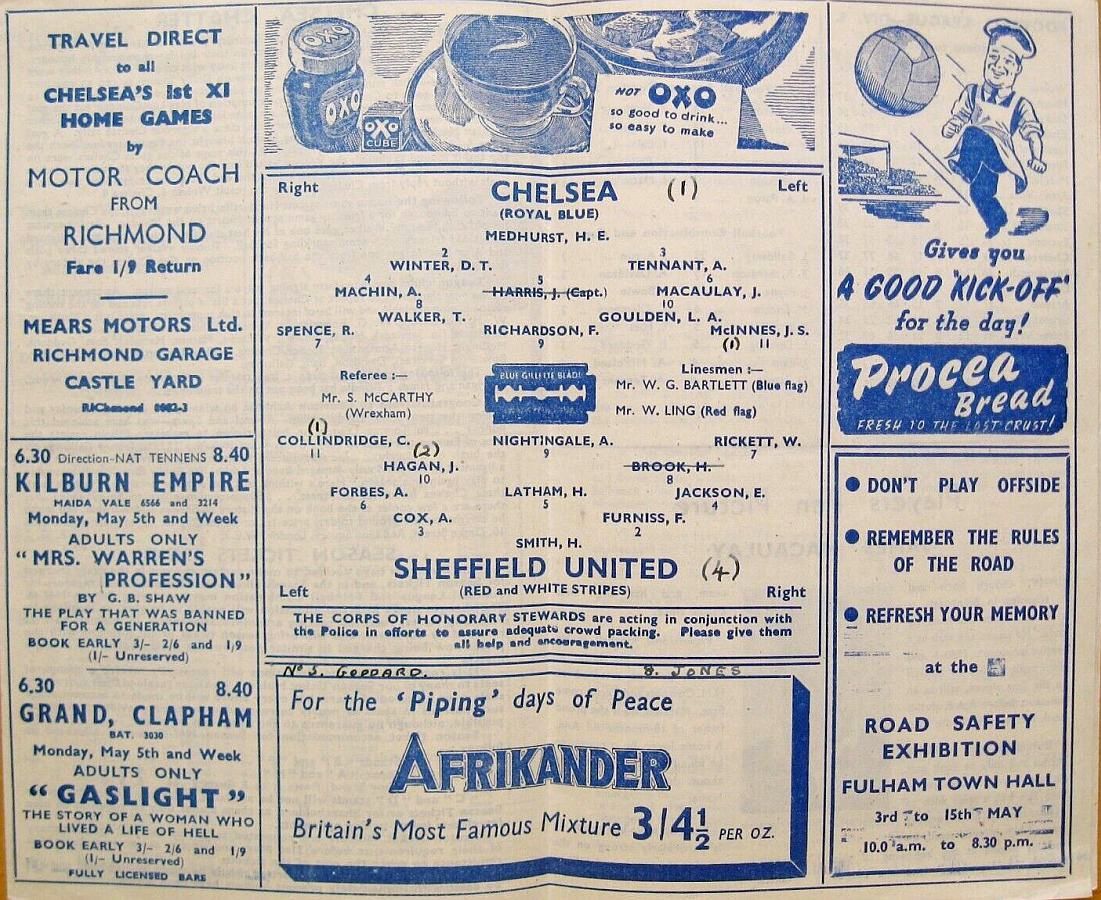 TRAVEL DIRECT
to all
CHELSEA'S 1st XI
HOME GAMES
by
MOTOR COACH
FROM
RICHMOND
Fare 1/9 Return
MEARS MOTORS Ltd.
RICHMOND GARAGE
CASTLE YARD
RIChmond 0082-3
6.30 Direction-NAT TENNENS 8.40
KILBURN EMPIRE
MAIDA VALE 6566 and 3214
Monday, May 5th and Week
ADULTS ONLY
"MRS. WARREN'S
PROFESSION"
BY G. B. SHAW
THE PLAY THAT WAS BANNED
FOR A GENERATION
BOOK EARLY 3/- 2/6 and 1/9
(1/- Unreserved)
6.30 8.40
GRAND, CLAPHAM
BAT. 3030
Monday, May 5th and Week
ADULTS ONLY
"GASLIGHT"
THE STORY OF A WOMAN WHO
LIVED A LIFE OF HELL
BOOK EARLY 3/- 2/6 and 1/9
(1/- Unreserved)
FULLY LICENSED BARS
OXO
OXO
OXO
CUBE
HOT OXO
so good to drink...
so easy to make
Right CHELSEA (1) Left
(ROYAL BLUE)
MEDHURST, H. E.
2 3
WINTER, D. T. TENNANT, A.
4 5 6
MACHIN, A. HARRIS, J. (Capt.) MACAULAY, J.
8 10
WALKER, T. GOULDEN, L. A.
SPENCE, R. RICHARDSON, F. McINNES, J. S.
7 9 (1) 11
Referee :— BLUE GILLETTE BLADE Linesmen :—
Mr. S. McCARTHY Mr. W. G. BARTLETT (Blue flag)
(Wrexham) Mr. W. LING (Red flag)
(1)
COLLINDRIDGE, C. (2) NIGHTINGALE, A. RICKETT, W.
11 9 7
HAGAN, J. BROOK, H.
10 8
FORBES, A. LATHAM, H. JACKSON, E.
6 5 4
COX, A. FURNISS, F.
3 2
SMITH, H.
SHEFFIELD UNITED (4)
Left (RED and WHITE STRIPES) Right
THE CORPS OF HONORARY STEWARDS are acting in conjunction with
the Police in efforts to assure adequate crowd packing. Please give them
all help and encouragement.
No 5. GODDARD. 8. JONES
For the 'Piping' days of Peace
AFRIKANDER
Britain's Most Famous Mixture 3/4½ PER OZ.
Gives you
A GOOD "KICK-OFF"
for the day!
Procea
Bread
FRESH TO THE LAST CRUST!
● DON'T PLAY OFFSIDE
● REMEMBER THE RULES
OF THE ROAD
● REFRESH YOUR MEMORY
at the
ROAD SAFETY
EXHIBITION
FULHAM TOWN HALL
3rd to 15th MAY
10.0 a.m. to 8.30 p.m.